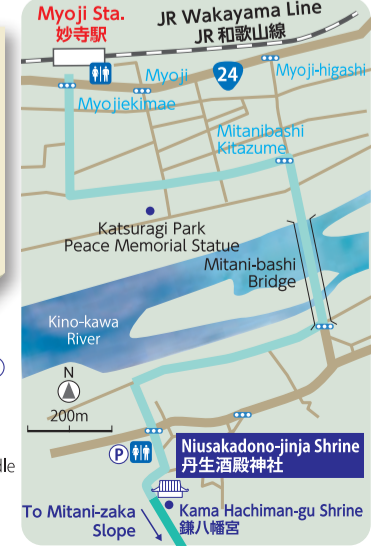 Myoji Sta.
妙寺駅
JR Wakayama Line
JR 和歌山線
24
Myoji
Myoji-higashi
Myojiekimae
Mitanibashi
Kitazume
Katsuragi Park
Peace Memorial Statue
Mitani-bashi
Bridge
Kino-kawa
River
N
200m
P
Niusakadono-jinja Shrine
丹生酒殿神社
To Mitani-zaka
Slope
Kama Hachiman-gu Shrine
鎌八幡宮